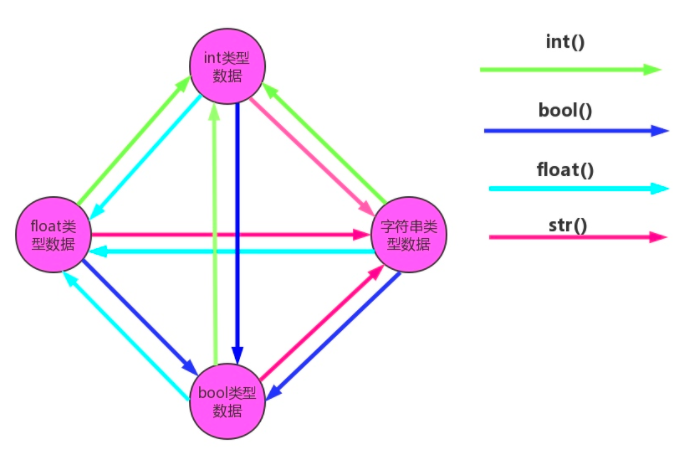 int类型
数据
int()
bool()
float()
str()
float类
型数据
字符串类
型数据
bool类型
数据